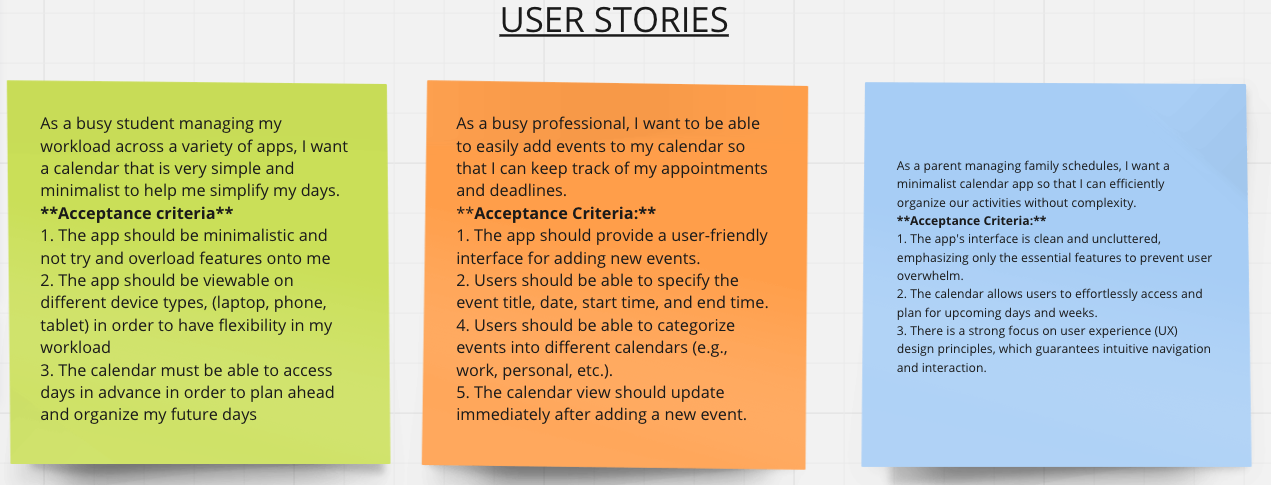 USER STORIES
As a busy student managing my
workload across a variety of apps, I want
a calendar that is very simple and
minimalist to help me simplify my days.
**Acceptance criteria**
1. The app should be minimalistic and
not try and overload features onto me
2. The app should be viewable on
different device types, (laptop, phone,
tablet) in order to have flexibility in my
workload
3. The calendar must be able to access
days in advance in order to plan ahead
and organize my future days
As a busy professional, I want to be able
to easily add events to my calendar so
that I can keep track of my appointments
and deadlines.
**Acceptance Criteria:**
1. The app should provide a user-friendly
interface for adding new events.
2. Users should be able to specify the
event title, date, start time, and end time.
4. Users should be able to categorize
events into different calendars (e.g.,
work, personal, etc.).
5. The calendar view should update
immediately after adding a new event.
As a parent managing family schedules, I want a
minimalist calendar app so that I can efficiently
organize our activities without complexity.
**Acceptance Criteria:**
1. The app's interface is clean and uncluttered,
emphasizing only the essential features to prevent user
overwhelm.
2. The calendar allows users to effortlessly access and
plan for upcoming days and weeks.
3. There is a strong focus on user experience (UX)
design principles, which guarantees intuitive navigation
and interaction.